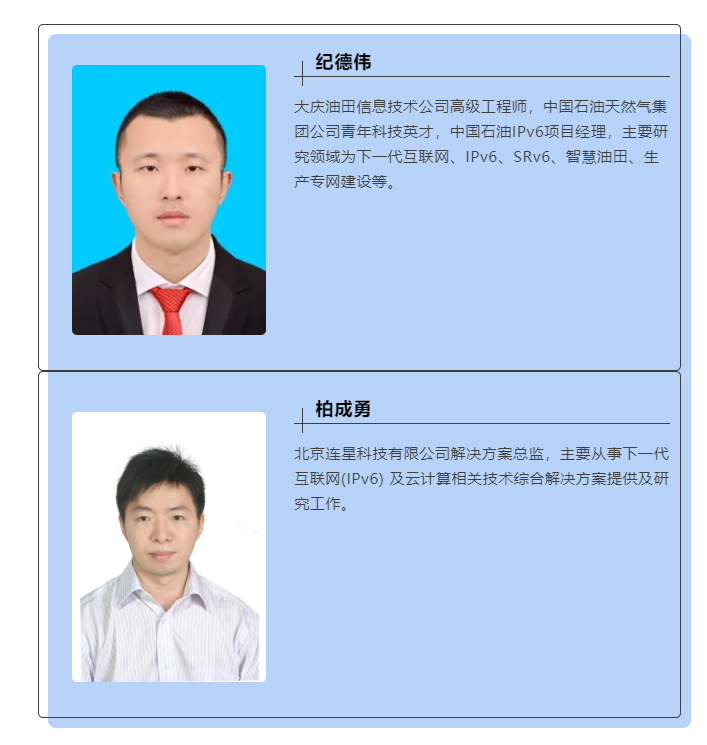 纪德伟
大庆油田信息技术公司高级工程师，中国石油天然气集
团公司青年科技英才，中国石油IPv6项目经理，主要研
究领域为下一代互联网、IPv6、SRv6、智慧油田、生
产专网建设等。
柏成勇
北京连星科技有限公司解决方案总监，主要从事下一代
互联网(IPv6) 及云计算相关技术综合解决方案提供及研
究工作。